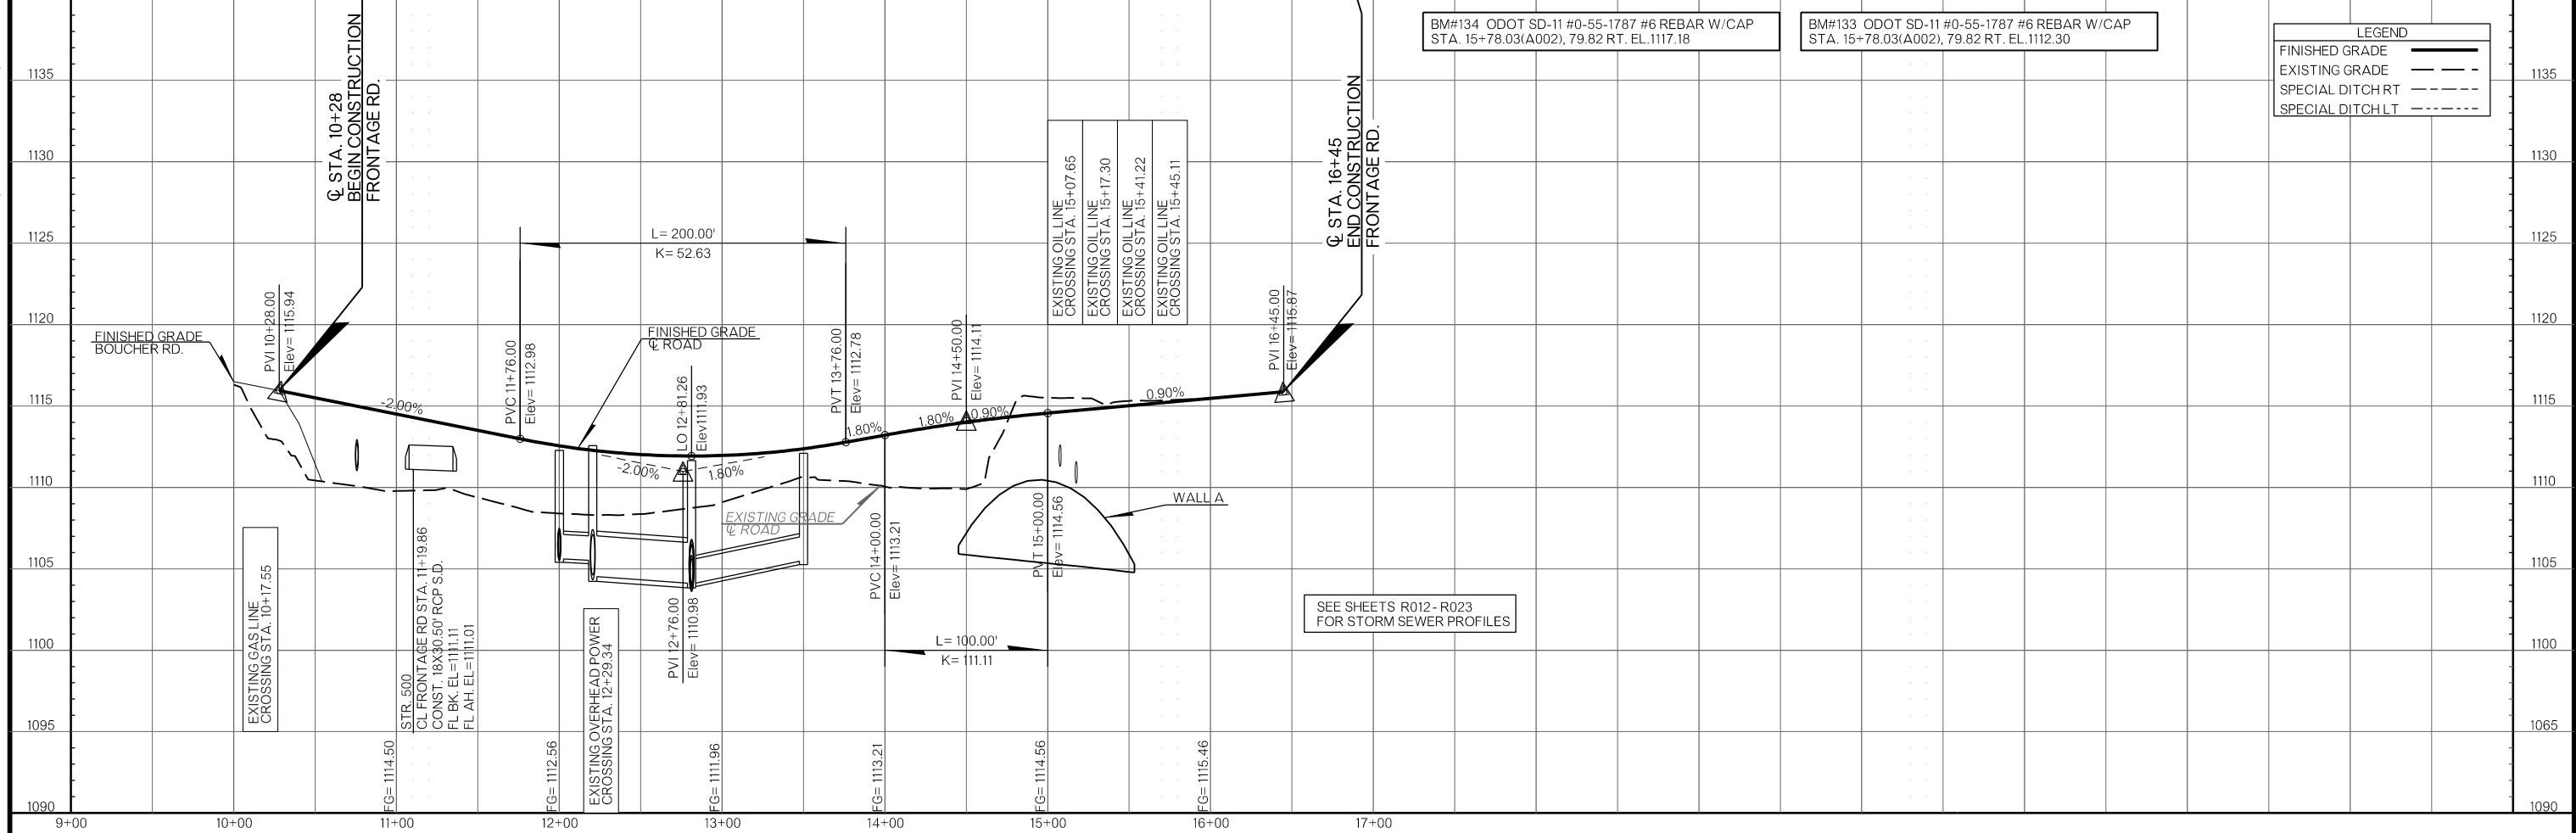 BM#134 ODOT SD-11 #0-55-1787 #6 REBAR W/CAP
STA. 15+78.03(A002), 79.82 RT. EL.1117.18
BM#133 ODOT SD-11 #0-55-1787 #6 REBAR W/CAP
STA. 15+78.03(A002), 79.82 RT. EL.1112.30
LEGEND
FINISHED GRADE
EXISTING GRADE
SPECIAL DITCH RT
SPECIAL DITCH LT
1135
1130
1125
1120
1115
1110
1105
1100
1095
1090
℄ STA. 10+28
BEGIN CONSTRUCTION
FRONTAGE RD.
℄ STA. 16+45
END CONSTRUCTION
FRONTAGE RD.
L= 200.00'
K= 52.63
EXISTING OIL LINE
CROSSING STA. 15+07.65
EXISTING OIL LINE
CROSSING STA. 15+17.30
EXISTING OIL LINE
CROSSING STA. 15+41.22
EXISTING OIL LINE
CROSSING STA. 15+45.11
FINISHED GRADE
BOUCHER RD.
PVI 10+28.00
Elev= 1115.94
PVC 11+76.00
Elev= 1112.98
FINISHED GRADE
℄ ROAD
LO 12+81.26
Elev1111.93
PVT 13+76.00
Elev= 1112.78
PVI 14+50.00
Elev= 1114.11
PVI 16+45.00
Elev=1115.87
-2.00%
-2.00%
1.80%
1.80%
1.80%
0.90%
0.90%
EXISTING GRADE
℄ ROAD
WALL A
EXISTING GAS LINE
CROSSING STA. 10+17.55
STR. 500
CL FRONTAGE RD STA. 11+19.86
CONST. 18X30.50' RCP S.D.
FL BK. EL=1111.11
FL AH. EL=1111.01
EXISTING OVERHEAD POWER
CROSSING STA. 12+29.34
PVI 12+76.00
Elev= 1110.98
PVC 14+00.00
Elev= 1113.21
PVT 15+00.00
Elev= 1114.56
L= 100.00'
K= 111.11
SEE SHEETS R012-R023
FOR STORM SEWER PROFILES
FG= 1114.50
FG= 1112.56
FG= 1111.96
FG= 1113.21
FG= 1114.56
FG= 1115.46
9+00
10+00
11+00
12+00
13+00
14+00
15+00
16+00
17+00
1135
1130
1125
1120
1115
1110
1105
1100
1065
1090